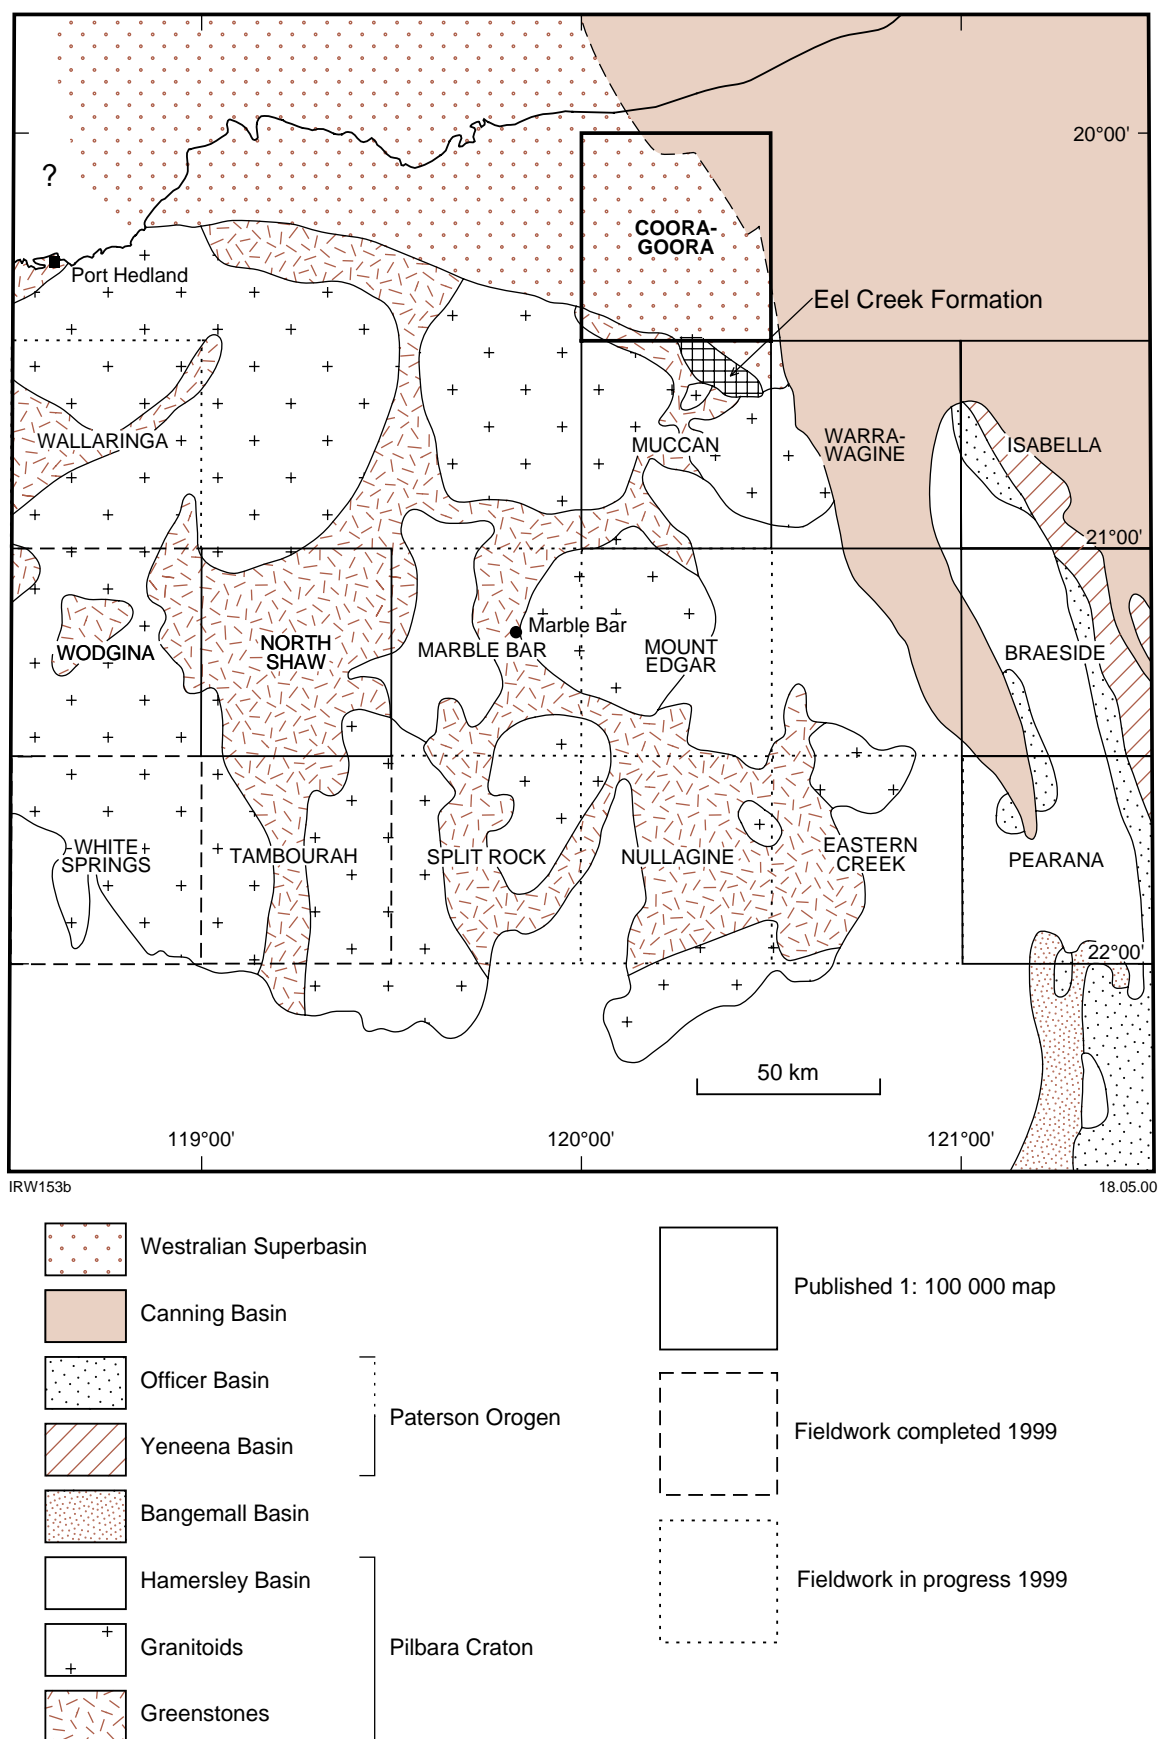 20°00'
?
COORA-
GOORA
Port Hedland
Eel Creek Formation
WALLARINGA
MUCCAN
WARRA-
WAGINE
ISABELLA
21°00'
Marble Bar
WODGINA
NORTH
SHAW
MARBLE BAR
MOUNT
EDGAR
BRAESIDE
WHITE
SPRINGS
TAMBOURAH
SPLIT ROCK
NULLAGINE
EASTERN
CREEK
PEARANA
22°00'
50 km
119°00'
120°00'
121°00'
IRW153b
18.05.00
Westralian Superbasin
Canning Basin
Officer Basin
Yeneena Basin
Paterson Orogen
Bangemall Basin
Hamersley Basin
Granitoids
Greenstones
Pilbara Craton
Published 1: 100 000 map
Fieldwork completed 1999
Fieldwork in progress 1999